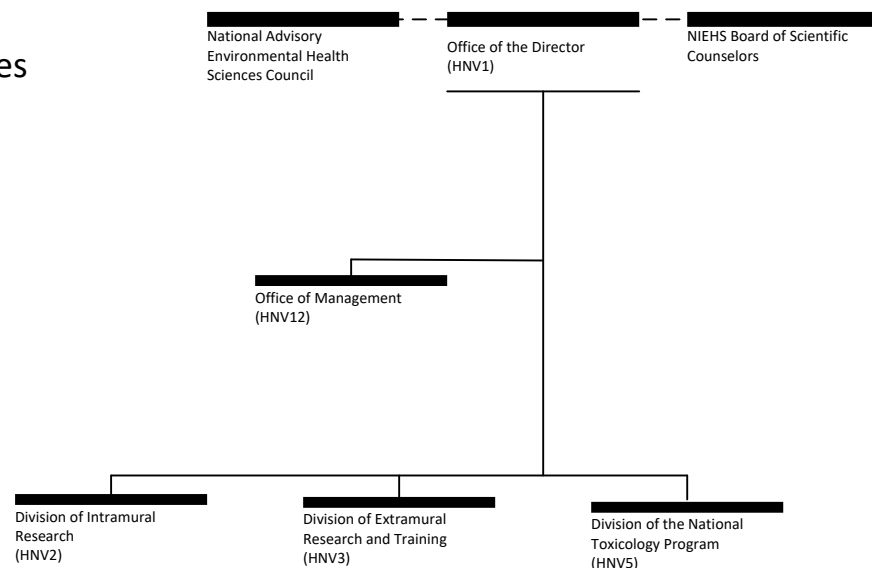 National Advisory
Environmental Health
Sciences Council
Office of the Director
(HNV1)
NIEHS Board of Scientific
Counselors
es
Office of Management
(HNV12)
Division of Intramural
Research
(HNV2)
Division of Extramural
Research and Training
(HNV3)
Division of the National
Toxicology Program
(HNV5)